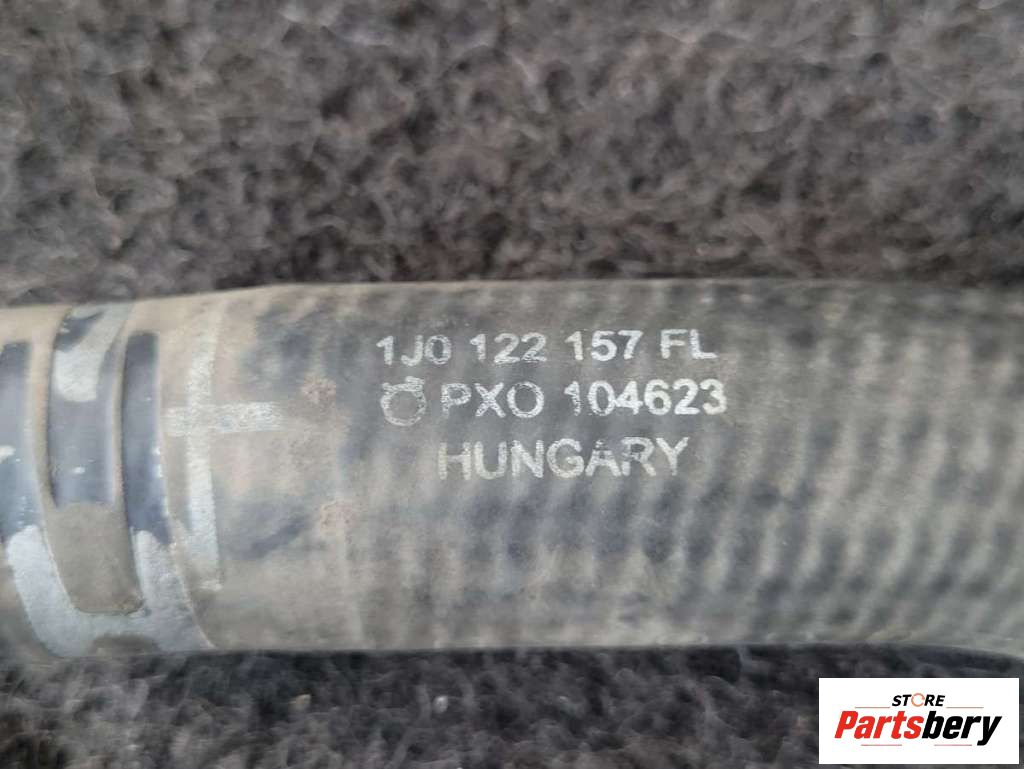 1J0 122 157 FL
PXO 104623
HUNGARY
STORE
Partsbery